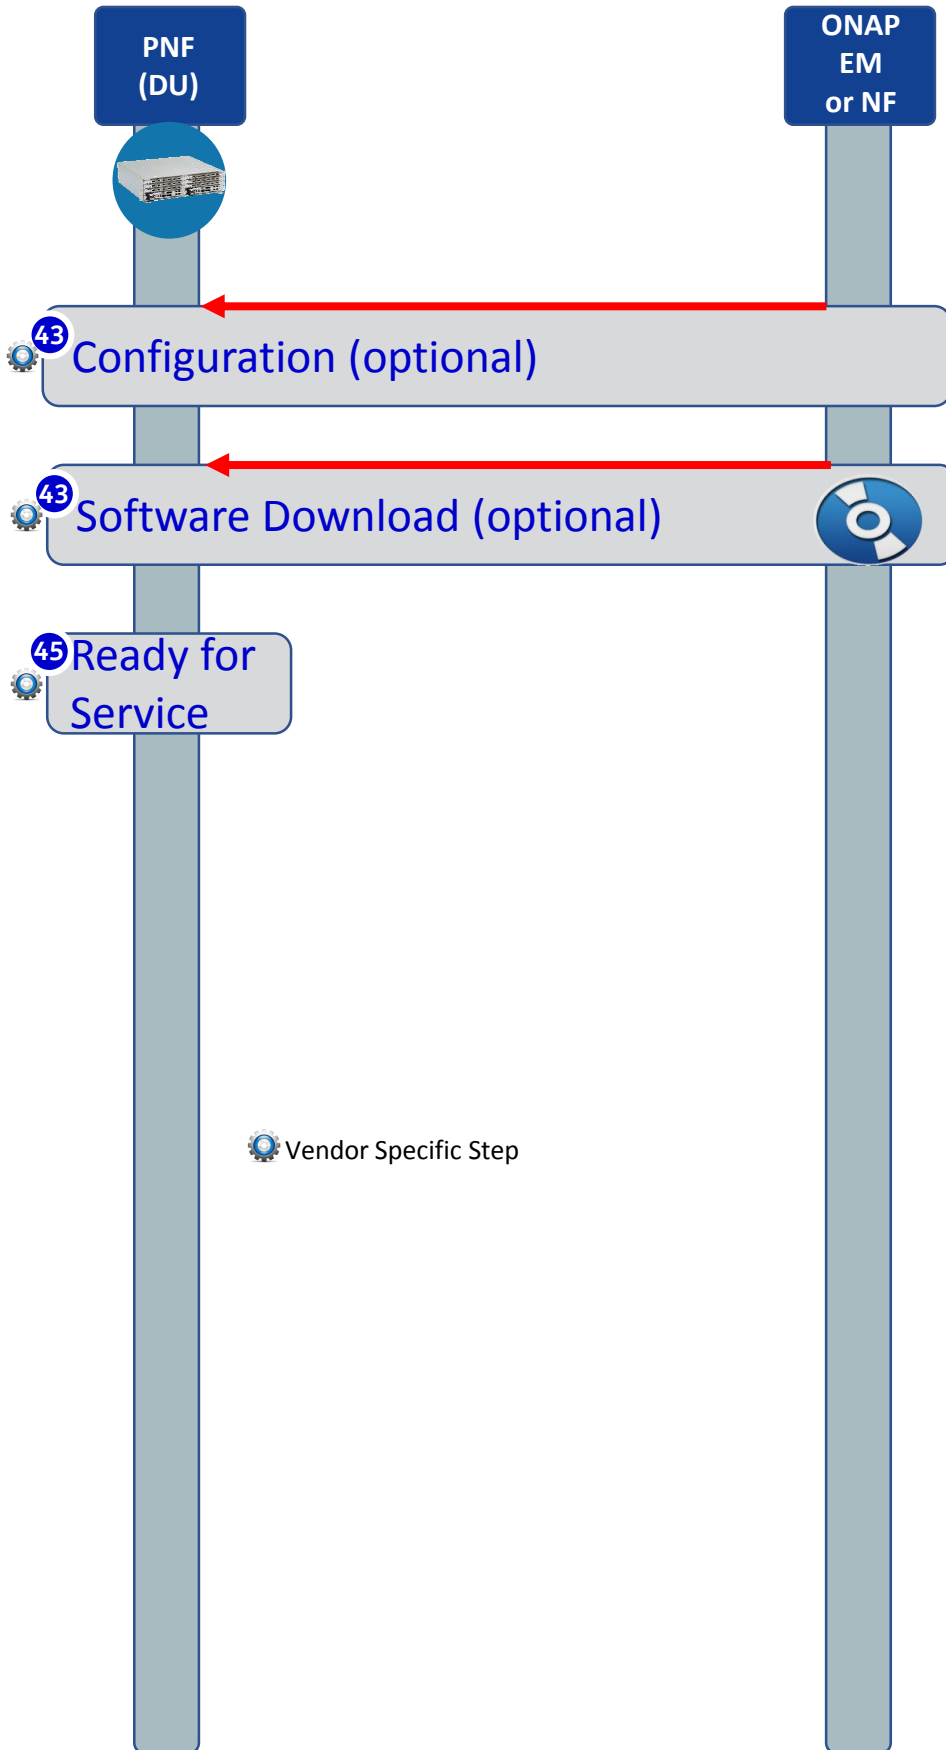 PNF
(DU)
ONAP
EM
or NF
43
Configuration (optional)
43
Software Download (optional)
45
Ready for
Service
Vendor Specific Step